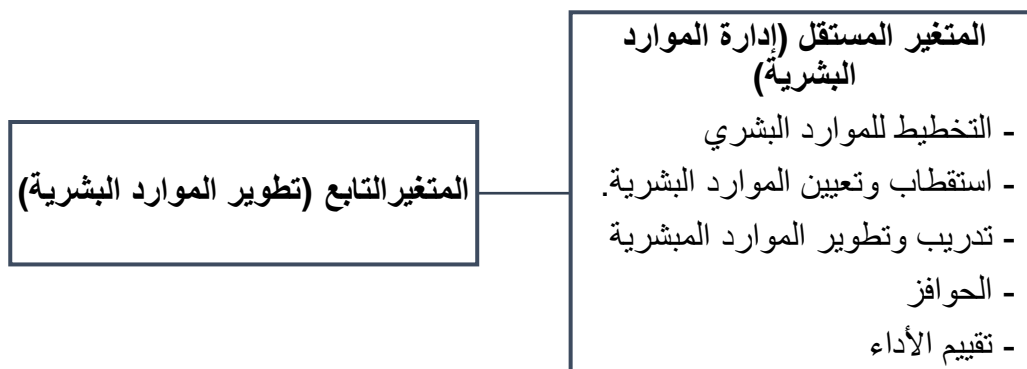 المتغير المستقل (إدارة الموارد
البشرية)
- التخطيط للموارد البشري
- استقطاب وتعيين الموارد البشرية.
- تدريب وتطوير الموارد المبشرية
- الحوافز
- تقييم الأداء
المتغيرالتابع (تطوير الموارد البشرية)